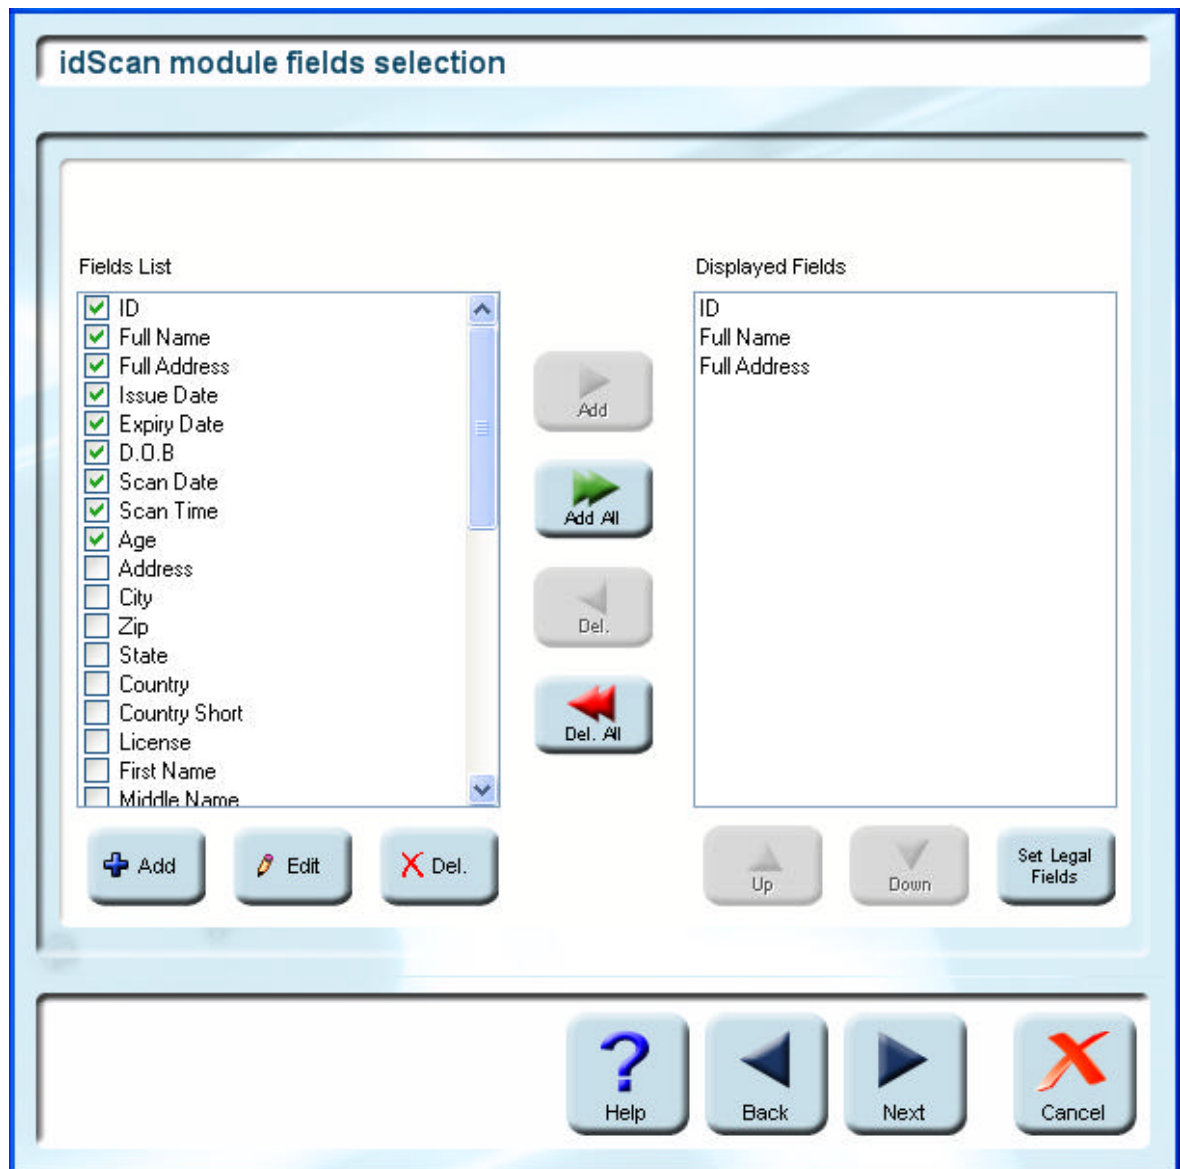 idScan module fields selection
Fields List
ID
Full Name
Full Address
Issue Date
Expiry Date
D.O.B
Scan Date
Scan Time
Age
Address
City
Zip
State
Country
Country Short
License
First Name
Middle Name
Add
Add All
Del.
Del. All
Displayed Fields
ID
Full Name
Full Address
Add
Edit
Del.
Up
Down
Set Legal
Fields
Help
Back
Next
Cancel